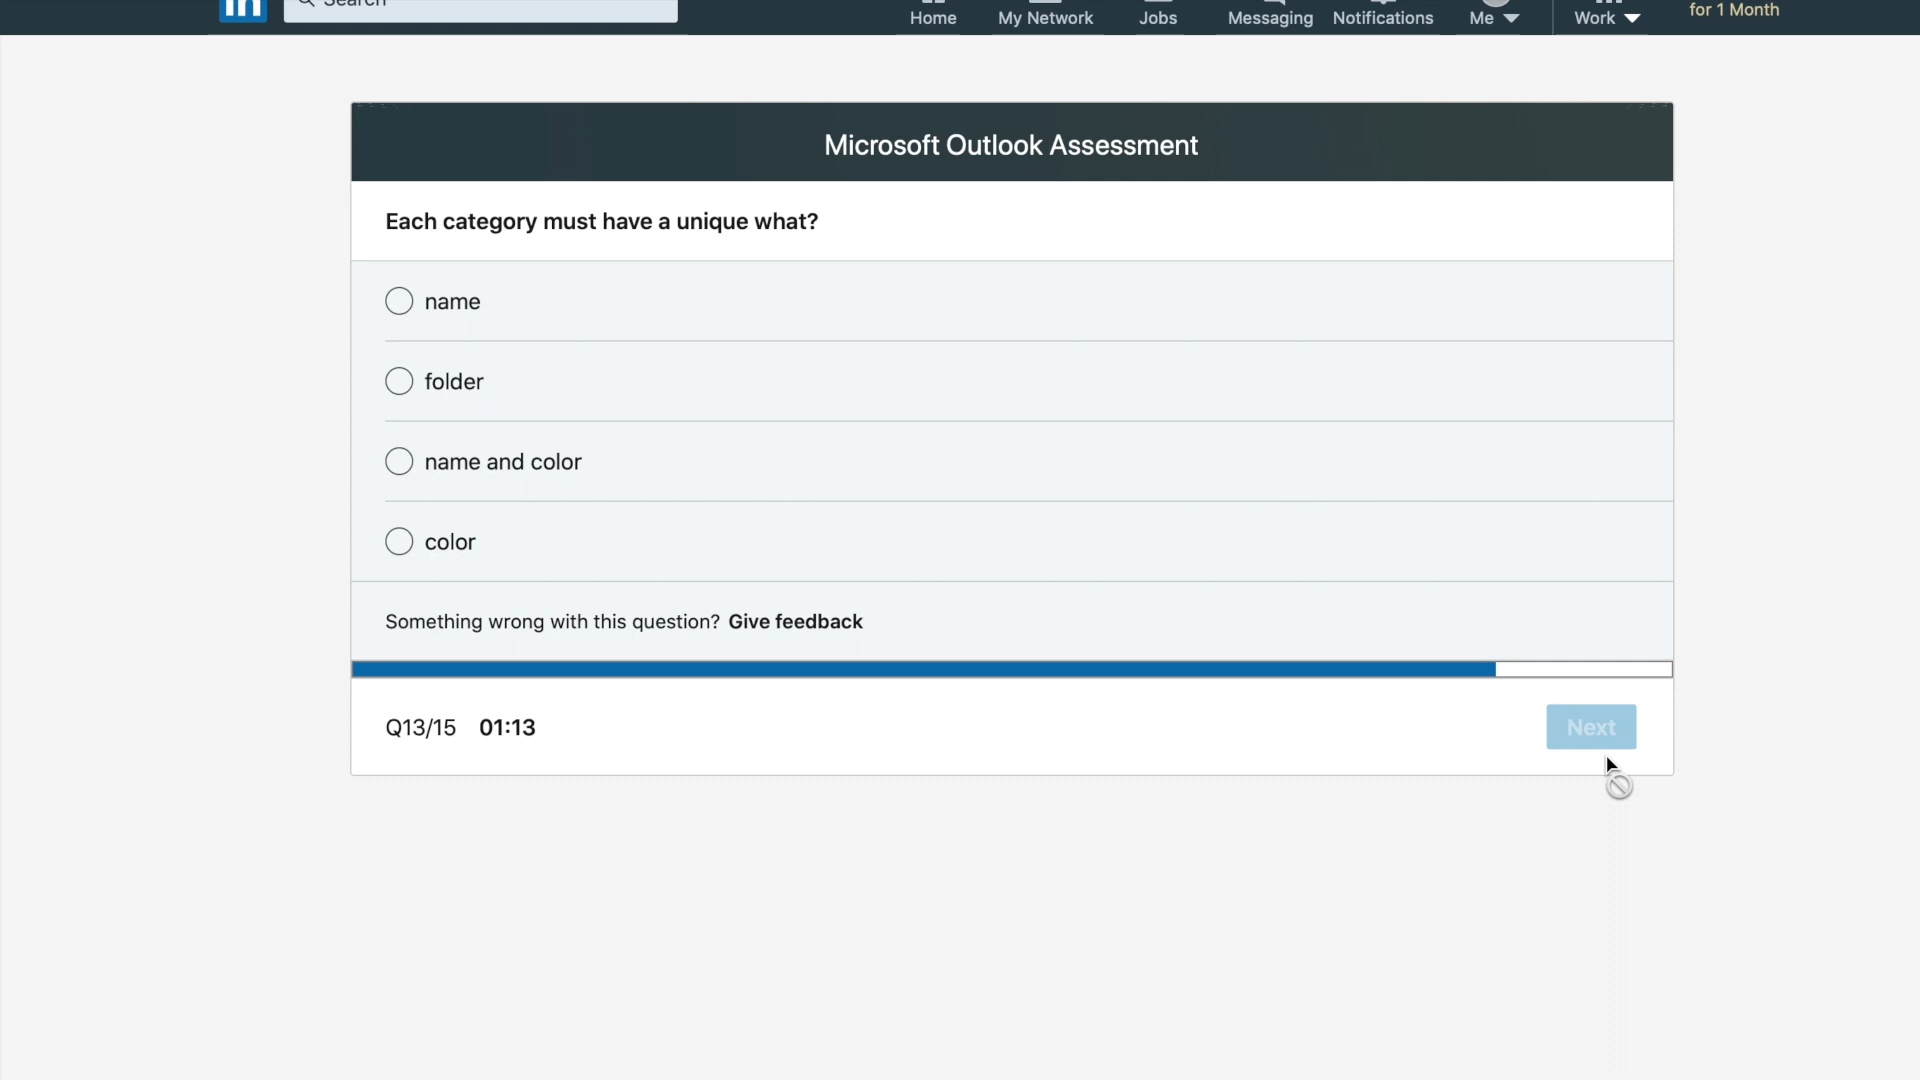 in
Search
Home
My Network
Jobs
Messaging
Notifications
Me
Work
for 1 Month
Microsoft Outlook Assessment
Each category must have a unique what?
name
folder
name and color
color
Something wrong with this question? Give feedback
Q13/15 01:13
Next